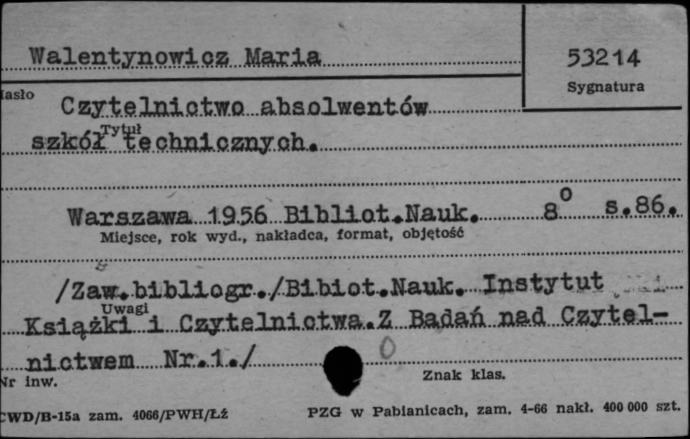 Walentynowicz Maria
53214
Sygnatura
Hasło
Czytelnictwo absolwentów
Tytuł
szkół technicznych.
Warszawa 1956 Bibliot.Nauk. 8⁰ s.86.
Miejsce, rok wyd., nakładca, format, objętość
/Zaw.bibliogr./Bibiot.Nauk. Instytut
Uwagi
Książki i Czytelnictwa.Z Badań nad Czytel-
nictwem Nr.1./
Nr inw.
Znak klas.
CWD/B-15a zam. 4066/PWH/Łź
PZG w Pabianicach, zam. 4-66 nakł. 400 000 szt.